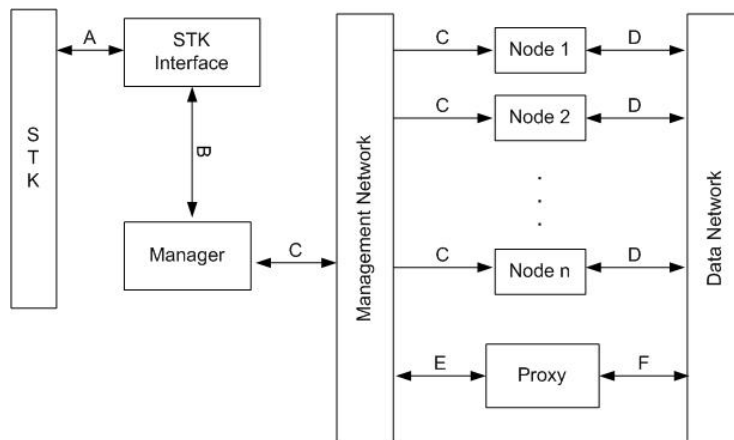 S
T
K
A
STK
Interface
B
Manager
C
Management Network
C
Node 1
D
C
Node 2
D
.
.
.
C
Node n
D
E
Proxy
F
Data Network